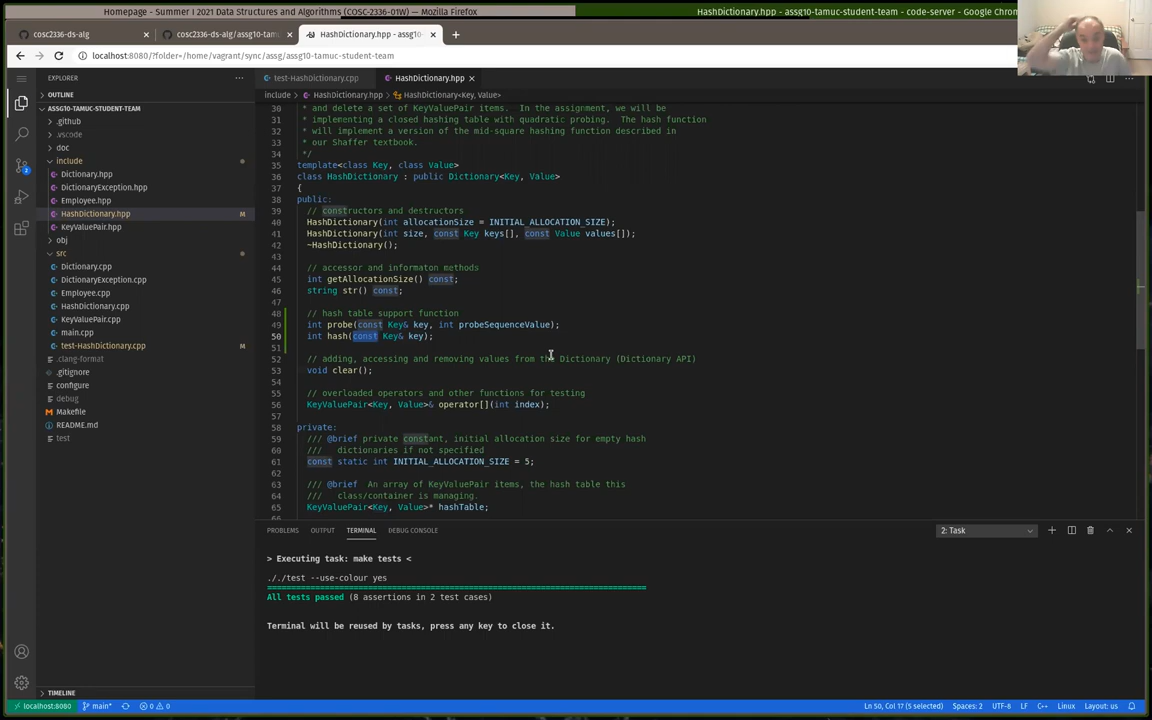 Homepage - Summer I 2021 Data Structures and Algorithms (COSC-2336-01W) — Mozilla Firefox
HashDictionary.hpp - assg10-tamuc-student-team - code-server - Google Chrom
cosc2336-ds-alg
cosc2336-ds-alg/assg10-tamu
HashDictionary.hpp - assg10-
localhost:8080/?folder=/home/vagrant/sync/assg/assg10-tamuc-student-team
EXPLORER
OUTLINE
ASSG10-TAMUC-STUDENT-TEAM
.github
.vscode
doc
include
Dictionary.hpp
DictionaryException.hpp
Employee.hpp
HashDictionary.hpp M
KeyValuePair.hpp
obj
src
Dictionary.cpp
DictionaryException.cpp
Employee.cpp
HashDictionary.cpp
KeyValuePair.cpp
main.cpp
test-HashDictionary.cpp M
.clang-format
.gitignore
configure
debug
Makefile
README.md
test
TIMELINE
2
test-HashDictionary.cpp
HashDictionary.hpp
include > HashDictionary.hpp > HashDictionary<Key, Value>
30 * and delete a set of KeyValuePair items. In the assignment, we will be
31 * implementing a closed hashing table with quadratic probing. The hash function
32 * will implement a version of the mid-square hashing function described in
33 * our Shaffer textbook.
34 */
35 template<class Key, class Value>
36 class HashDictionary : public Dictionary<Key, Value>
37 {
38 public:
39 // constructors and destructors
40 HashDictionary(int allocationSize = INITIAL_ALLOCATION_SIZE);
41 HashDictionary(int size, const Key keys[], const Value values[]);
42 ~HashDictionary();
43
44 // accessor and informaton methods
45 int getAllocationSize() const;
46 string str() const;
47
48 // hash table support function
49 int probe(const Key& key, int probeSequenceValue);
50 int hash(const Key& key);
51
52 // adding, accessing and removing values from the Dictionary (Dictionary API)
53 void clear();
54
55 // overloaded operators and other functions for testing
56 KeyValuePair<Key, Value>& operator[](int index);
57
58 private:
59 /// @brief private constant, initial allocation size for empty hash
60 /// dictionaries if not specified
61 const static int INITIAL_ALLOCATION_SIZE = 5;
62
63 /// @brief An array of KeyValuePair items, the hash table this
64 /// class/container is managing.
65 KeyValuePair<Key, Value>* hashTable;
66
PROBLEMS OUTPUT TERMINAL DEBUG CONSOLE
2: Task
> Executing task: make tests <
././test --use-colour yes
===============================================================================
All tests passed (8 assertions in 2 test cases)
Terminal will be reused by tasks, press any key to close it.
localhost:8080 main* 0 0
Ln 50, Col 17 (5 selected) Spaces: 2 UTF-8 LF C++ Linux Layout: us